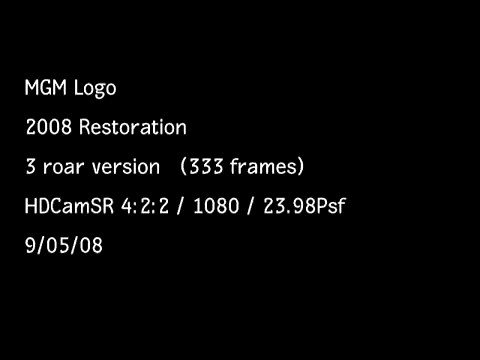 MGM Logo
2008 Restoration
3 roar version (333 frames)
HDCamSR 4:2:2 / 1080 / 23.98Psf
9/05/08